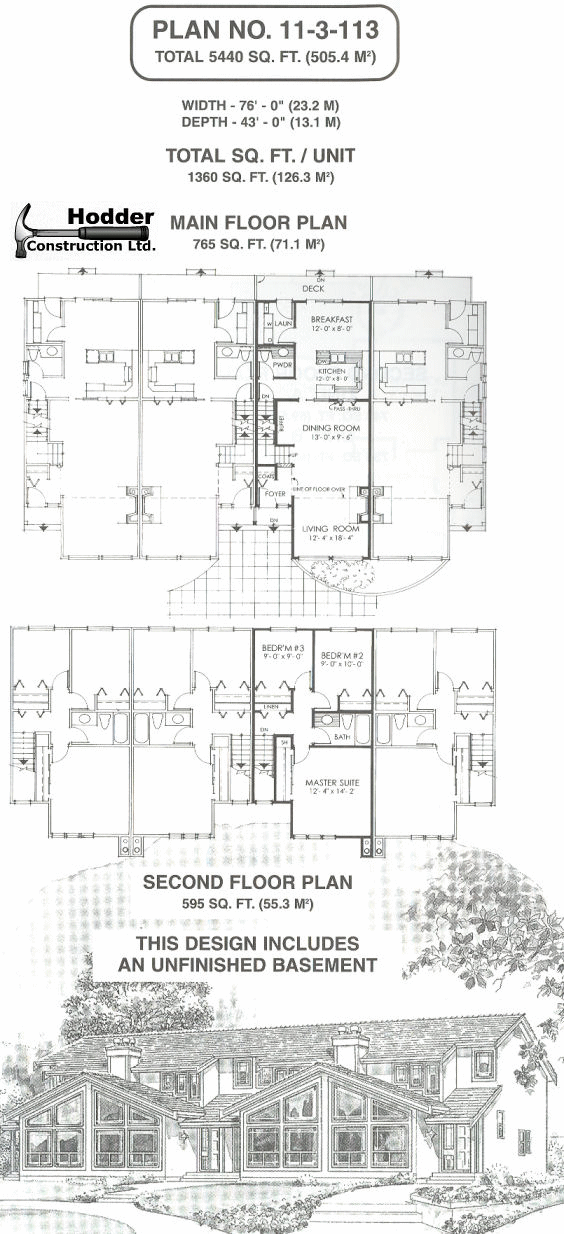 PLAN NO. 11-3-113
TOTAL 5440 SQ. FT. (505.4 M²)
WIDTH - 76' - 0" (23.2 M)
DEPTH - 43' - 0" (13.1 M)
TOTAL SQ. FT. / UNIT
1360 SQ. FT. (126.3 M²)
Hodder
Construction Ltd.
MAIN FLOOR PLAN
765 SQ. FT. (71.1 M²)
DN
DECK
LAUN
W
D
BREAKFAST
12'- 0" x 8'- 0"
PWDR
DW
KITCHEN
12'- 0" x 8'- 0"
DN
PASS-THRU
BUFFET
DINING ROOM
13'- 0" x 9'- 6"
UP
COATS
FOYER
LINE OF FLOOR OVER
DN
LIVING ROOM
12'- 4" x 18'- 4"
BEDR'M #3
9'- 0" x 9'- 0"
BEDR'M #2
9'- 0" x 10'- 0"
LINEN
DN
SH
BATH
MASTER SUITE
12'- 4" x 14'- 2"
SECOND FLOOR PLAN
595 SQ. FT. (55.3 M²)
THIS DESIGN INCLUDES
AN UNFINISHED BASEMENT